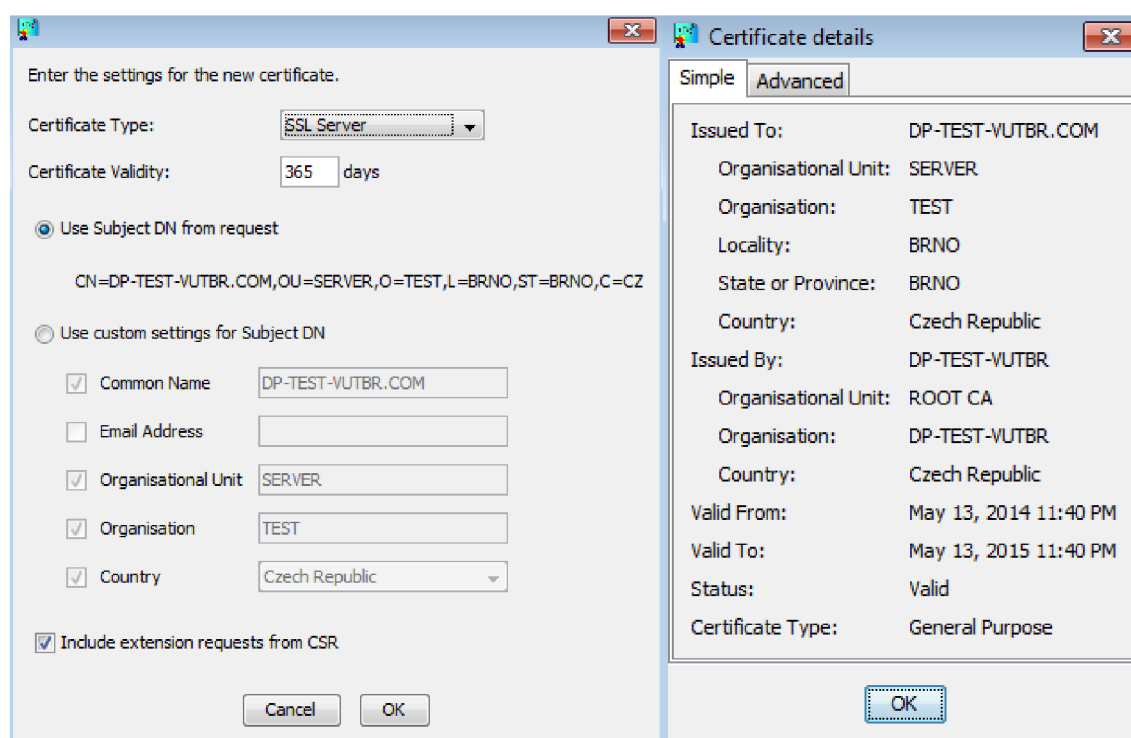 Enter the settings for the new certificate.
Certificate Type: SSL Server
Certificate Validity: 365 days
Use Subject DN from request
CN=DP-TEST-VUTBR.COM,OU=SERVER,O=TEST,L=BRNO,ST=BRNO,C=CZ
Use custom settings for Subject DN
Common Name DP-TEST-VUTBR.COM
Email Address
Organisational Unit SERVER
Organisation TEST
Country Czech Republic
Include extension requests from CSR
Cancel OK
Certificate details
Simple Advanced
Issued To: DP-TEST-VUTBR.COM
Organisational Unit: SERVER
Organisation: TEST
Locality: BRNO
State or Province: BRNO
Country: Czech Republic
Issued By: DP-TEST-VUTBR
Organisational Unit: ROOT CA
Organisation: DP-TEST-VUTBR
Country: Czech Republic
Valid From: May 13, 2014 11:40 PM
Valid To: May 13, 2015 11:40 PM
Status: Valid
Certificate Type: General Purpose
OK